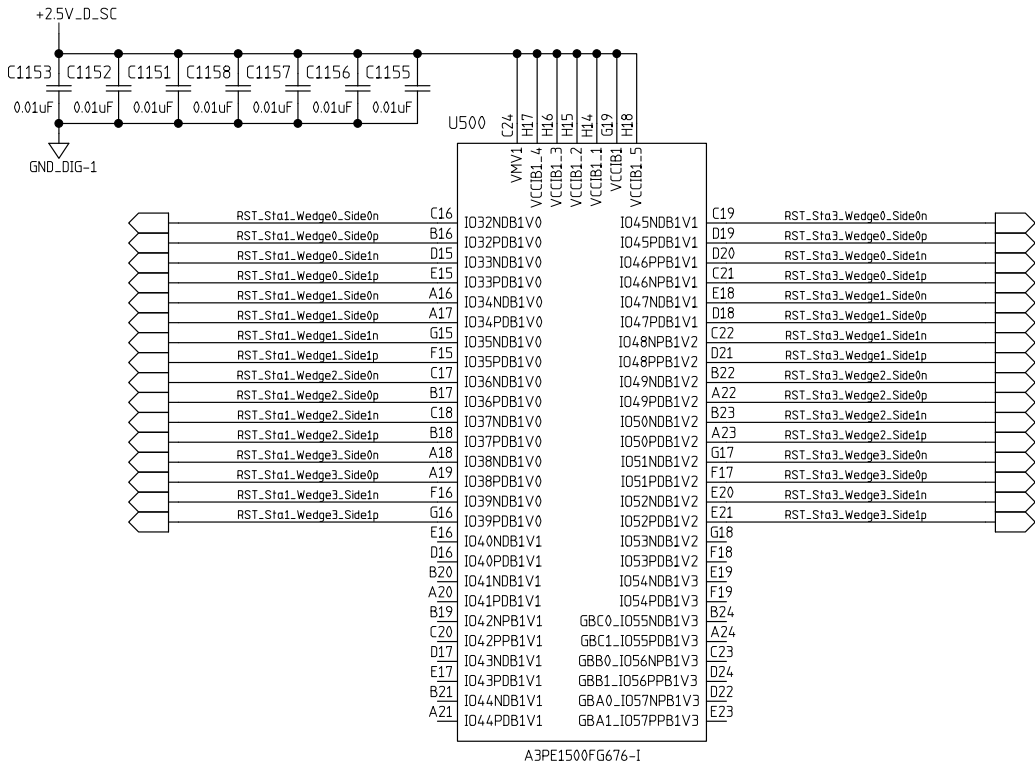 +2.5V_D_SC
C1153 C1152 C1151 C1158 C1157 C1156 C1155
0.01uF 0.01uF 0.01uF 0.01uF 0.01uF 0.01uF 0.01uF
GND_DIG-1
U500
C24 H17 H16 H15 H14 G19 H18
VMV1 VCCIB1_4 VCCIB1_3 VCCIB1_2 VCCIB1_1 VCCIB1 VCCIB1_5
RST_Sta1_Wedge0_Side0n C16 IO32NDB1V0 IO45NDB1V1 C19 RST_Sta3_Wedge0_Side0n
RST_Sta1_Wedge0_Side0p B16 IO32PDB1V0 IO45PDB1V1 D19 RST_Sta3_Wedge0_Side0p
RST_Sta1_Wedge0_Side1n D15 IO33NDB1V0 IO46PPB1V1 D20 RST_Sta3_Wedge0_Side1n
RST_Sta1_Wedge0_Side1p E15 IO33PDB1V0 IO46NPB1V1 C21 RST_Sta3_Wedge0_Side1p
RST_Sta1_Wedge1_Side0n A16 IO34NDB1V0 IO47NDB1V1 E18 RST_Sta3_Wedge1_Side0n
RST_Sta1_Wedge1_Side0p A17 IO34PDB1V0 IO47PDB1V1 D18 RST_Sta3_Wedge1_Side0p
RST_Sta1_Wedge1_Side1n G15 IO35NDB1V0 IO48NPB1V2 C22 RST_Sta3_Wedge1_Side1n
RST_Sta1_Wedge1_Side1p F15 IO35PDB1V0 IO48PPB1V2 D21 RST_Sta3_Wedge1_Side1p
RST_Sta1_Wedge2_Side0n C17 IO36NDB1V0 IO49NDB1V2 B22 RST_Sta3_Wedge2_Side0n
RST_Sta1_Wedge2_Side0p B17 IO36PDB1V0 IO49PDB1V2 A22 RST_Sta3_Wedge2_Side0p
RST_Sta1_Wedge2_Side1n C18 IO37NDB1V0 IO50NDB1V2 B23 RST_Sta3_Wedge2_Side1n
RST_Sta1_Wedge2_Side1p B18 IO37PDB1V0 IO50PDB1V2 A23 RST_Sta3_Wedge2_Side1p
RST_Sta1_Wedge3_Side0n A18 IO38NDB1V0 IO51NDB1V2 G17 RST_Sta3_Wedge3_Side0n
RST_Sta1_Wedge3_Side0p A19 IO38PDB1V0 IO51PDB1V2 F17 RST_Sta3_Wedge3_Side0p
RST_Sta1_Wedge3_Side1n F16 IO39NDB1V0 IO52NDB1V2 E20 RST_Sta3_Wedge3_Side1n
RST_Sta1_Wedge3_Side1p G16 IO39PDB1V0 IO52PDB1V2 E21 RST_Sta3_Wedge3_Side1p
E16 IO40NDB1V1 IO53NDB1V2 G18
D16 IO40PDB1V1 IO53PDB1V2 F18
B20 IO41NDB1V1 IO54NDB1V3 E19
A20 IO41PDB1V1 IO54PDB1V3 F19
B19 IO42NPB1V1 GBC0_IO55NDB1V3 B24
C20 IO42PPB1V1 GBC1_IO55PDB1V3 A24
D17 IO43NDB1V1 GBB0_IO56NPB1V3 C23
E17 IO43PDB1V1 GBB1_IO56PPB1V3 D24
B21 IO44NDB1V1 GBA0_IO57NPB1V3 D22
A21 IO44PDB1V1 GBA1_IO57PPB1V3 E23
A3PE1500FG676-I